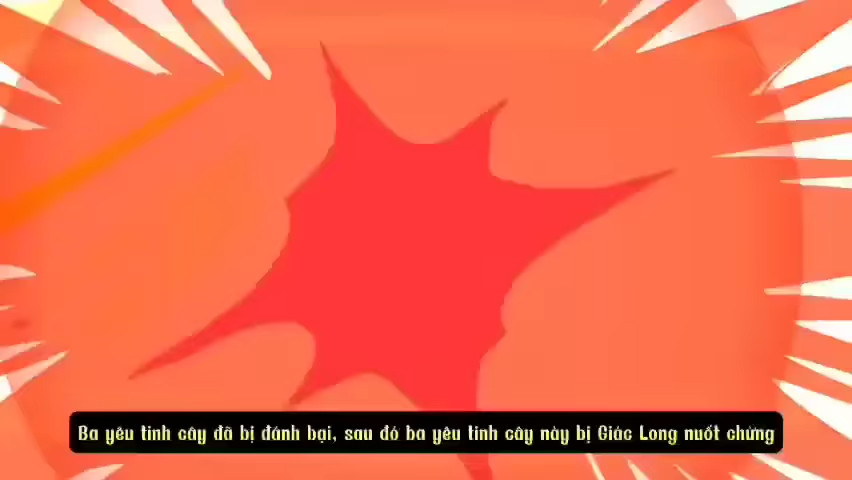 Ba yêu tinh cây đã bị đánh bại, sau đó ba yêu tinh cây này bị Giác Long nuốt chửng